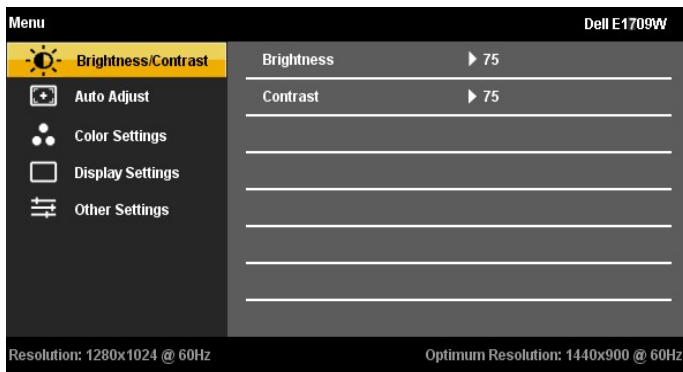 Menu Dell E1709W
Brightness/Contrast Brightness 75
Auto Adjust Contrast 75
Color Settings
Display Settings
Other Settings
Resolution: 1280x1024 @ 60Hz Optimum Resolution: 1440x900 @ 60Hz